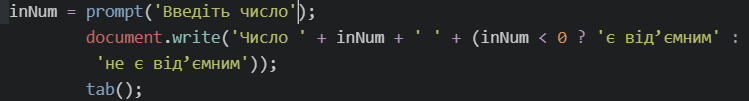 inNum = prompt('Введіть число');
document.write('Число ' + inNum + ' ' + (inNum < 0 ? 'є від’ємним' :
'не є від’ємним'));
tab();